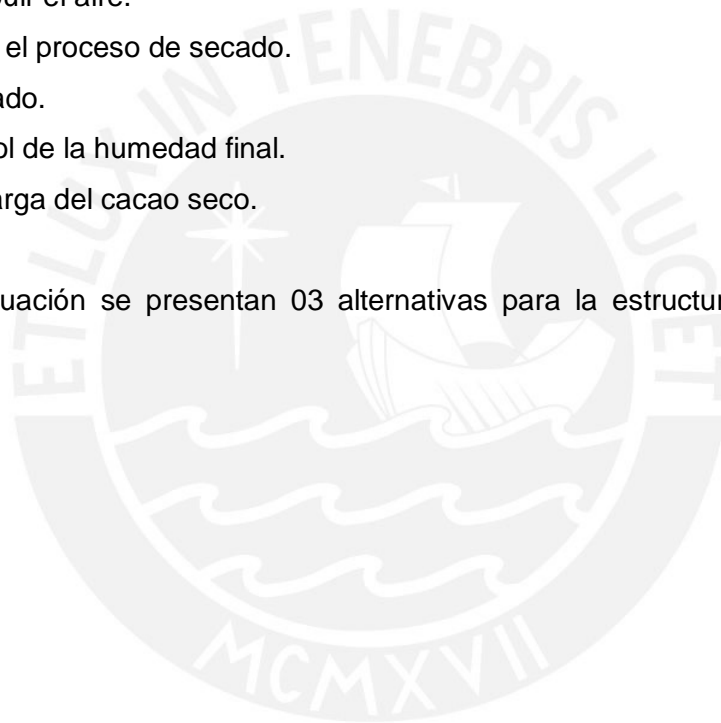 el aire.
el proceso de secado.
ado.
ol de la humedad final.
arga del cacao seco.
uación se presentan 03 alternativas para la estructur
ET LUX IN TENEBRIS LUCET
MCMXVII